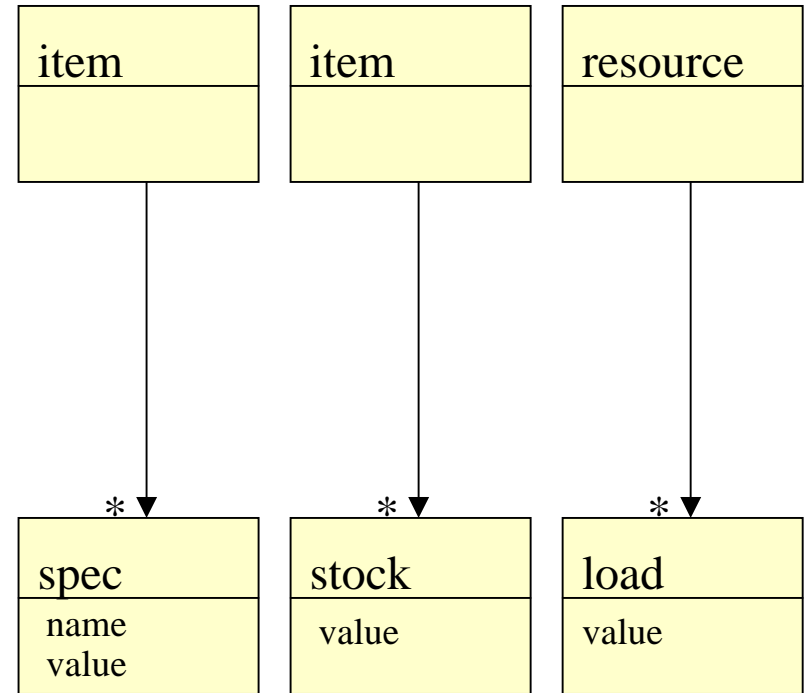 item
item
resource
*
*
*
spec
name
value
stock
value
load
value